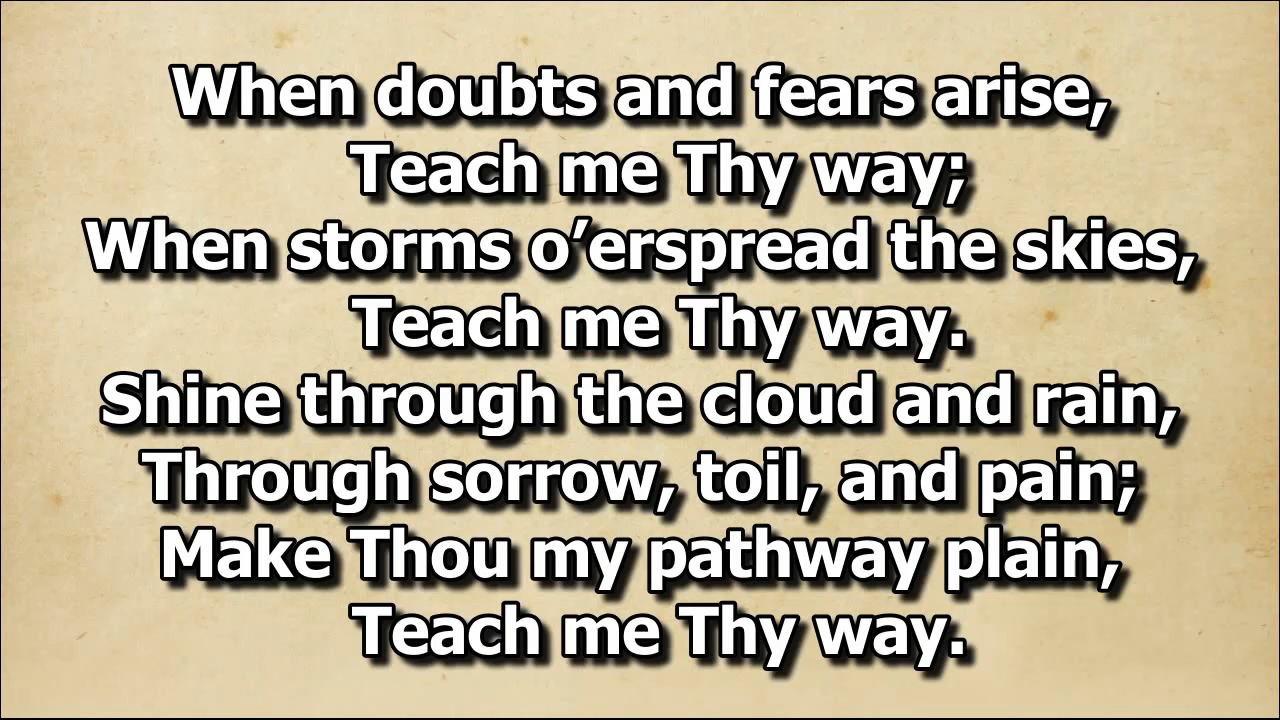 When doubts and fears arise,
Teach me Thy way;
When storms o’erspread the skies,
Teach me Thy way.
Shine through the cloud and rain,
Through sorrow, toil, and pain;
Make Thou my pathway plain,
Teach me Thy way.